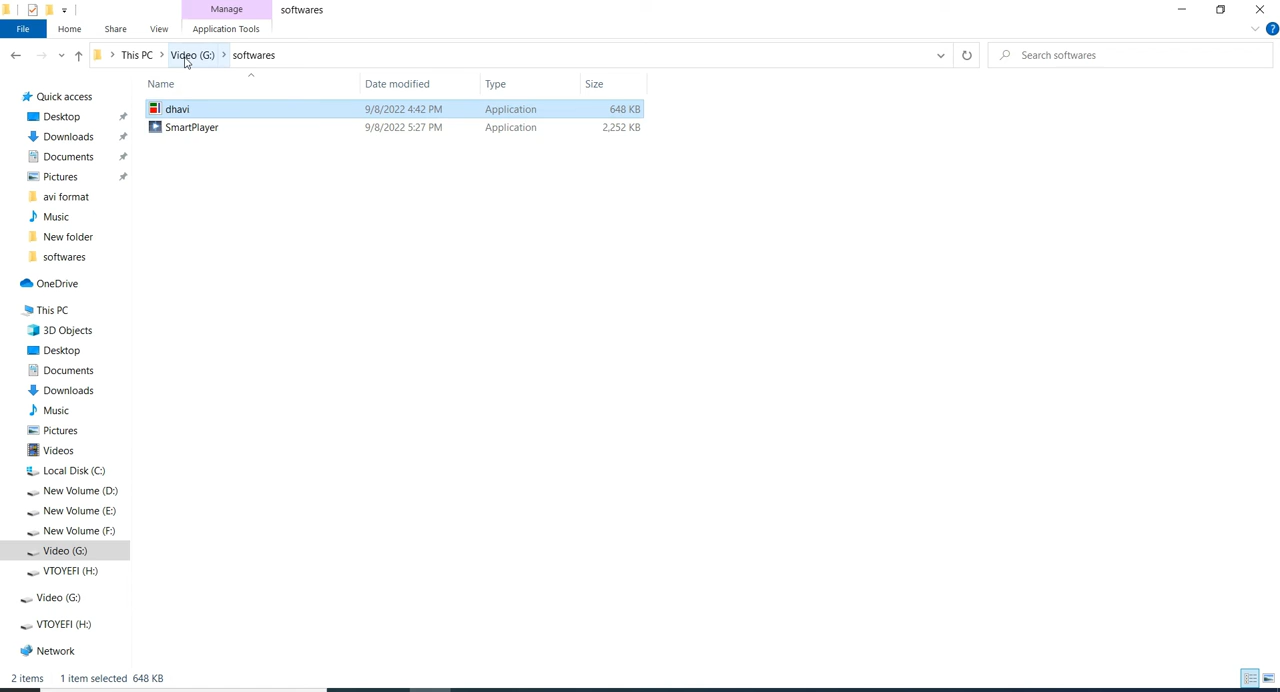 Manage
softwares
File
Home
Share
View
Application Tools
This PC
Video (G:)
softwares
Search softwares
Name
Date modified
Type
Size
dhavi
9/8/2022 4:42 PM
Application
648 KB
SmartPlayer
9/8/2022 5:27 PM
Application
2,252 KB
Quick access
Desktop
Downloads
Documents
Pictures
avi format
Music
New folder
softwares
OneDrive
This PC
3D Objects
Desktop
Documents
Downloads
Music
Pictures
Videos
Local Disk (C:)
New Volume (D:)
New Volume (E:)
New Volume (F:)
Video (G:)
VTOYEFI (H:)
Video (G:)
VTOYEFI (H:)
Network
2 items
1 item selected 648 KB